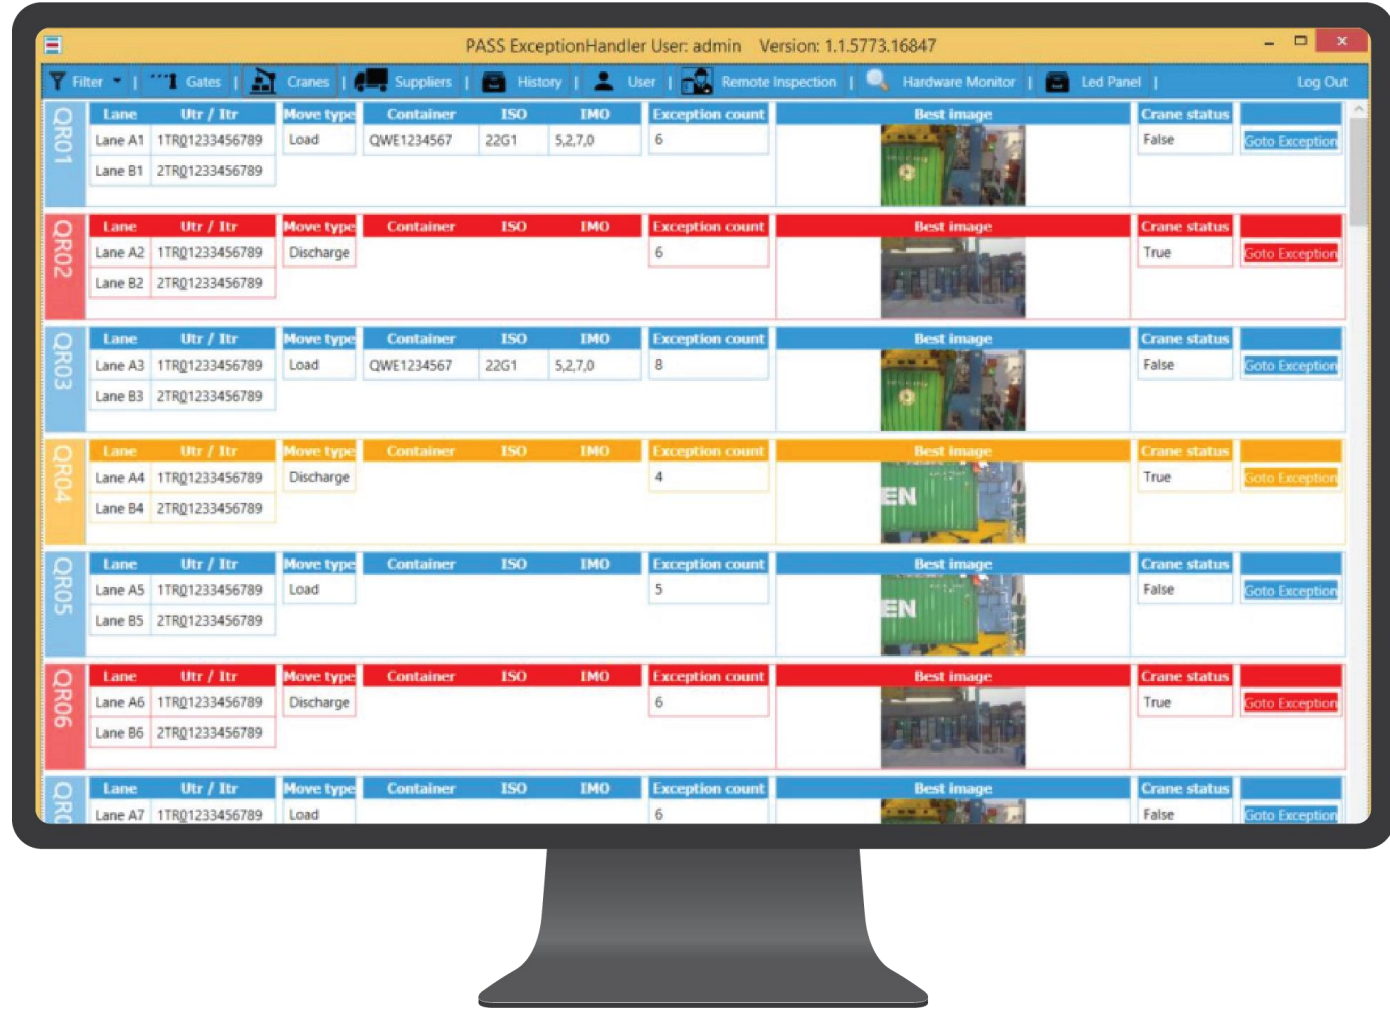 PASS ExceptionHandler User: admin Version: 1.1.5773.16847
Filter | Gates | Cranes | Suppliers | History | User | Remote Inspection | Hardware Monitor | Led Panel | Log Out
QR01
Lane Utr / Itr Move type Container ISO IMO Exception count Best image Crane status
Lane A1 1TR01233456789 Load QWE1234567 22G1 5,2,7,0 6 False Goto Exception
Lane B1 2TR01233456789
QR02
Lane Utr / Itr Move type Container ISO IMO Exception count Best image Crane status
Lane A2 1TR01233456789 Discharge 6 True Goto Exception
Lane B2 2TR01233456789
QR03
Lane Utr / Itr Move type Container ISO IMO Exception count Best image Crane status
Lane A3 1TR01233456789 Load QWE1234567 22G1 5,2,7,0 8 False Goto Exception
Lane B3 2TR01233456789
QR04
Lane Utr / Itr Move type Container ISO IMO Exception count Best image Crane status
Lane A4 1TR01233456789 Discharge 4 True Goto Exception
EN
Lane B4 2TR01233456789
QR05
Lane Utr / Itr Move type Container ISO IMO Exception count Best image Crane status
Lane A5 1TR01233456789 Load 5 False Goto Exception
EN
Lane B5 2TR01233456789
QR06
Lane Utr / Itr Move type Container ISO IMO Exception count Best image Crane status
Lane A6 1TR01233456789 Discharge 6 True Goto Exception
Lane B6 2TR01233456789
Lane Utr / Itr Move type Container ISO IMO Exception count Best image Crane status
Lane A7 1TR01233456789 Load 6 False Goto Exception